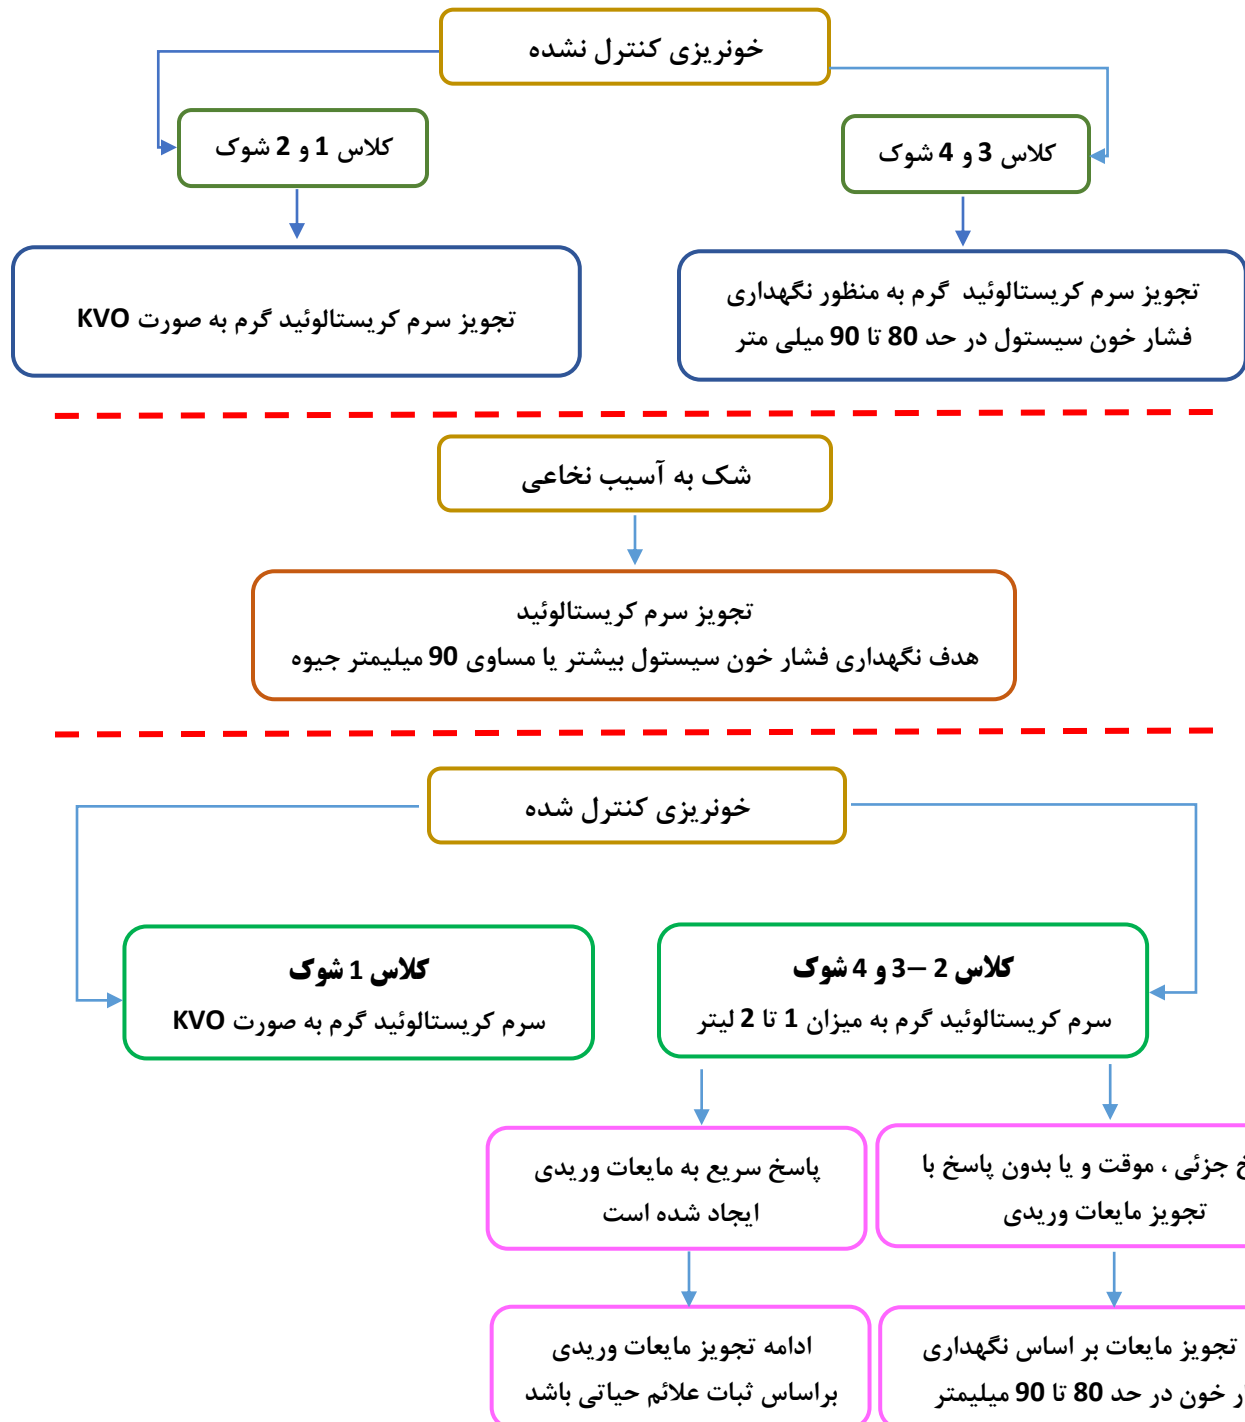 خونریزی کنترل نشده
کلاس 3 و 4 شوک
کلاس 1 و 2 شوک
تجویز سرم کریستالوئید گرم به منظور نگهداری
فشار خون سیستول در حد 80 تا 90 میلی متر
تجویز سرم کریستالوئید گرم به صورت KVO
شک به آسیب نخاعی
تجویز سرم کریستالوئید
هدف نگهداری فشار خون سیستول بیشتر یا مساوی 90 میلیمتر جیوه
خونریزی کنترل شده
کلاس 2 –3 و 4 شوک
سرم کریستالوئید گرم به میزان 1 تا 2 لیتر
کلاس 1 شوک
سرم کریستالوئید گرم به صورت KVO
جزئی ، موقت و یا بدون پاسخ با
تجویز مایعات وریدی
پاسخ سریع به مایعات وریدی
ایجاد شده است
تجویز مایعات بر اساس نگهداری
خون در حد 80 تا 90 میلیمتر
ادامه تجویز مایعات وریدی
براساس ثبات علائم حیاتی باشد